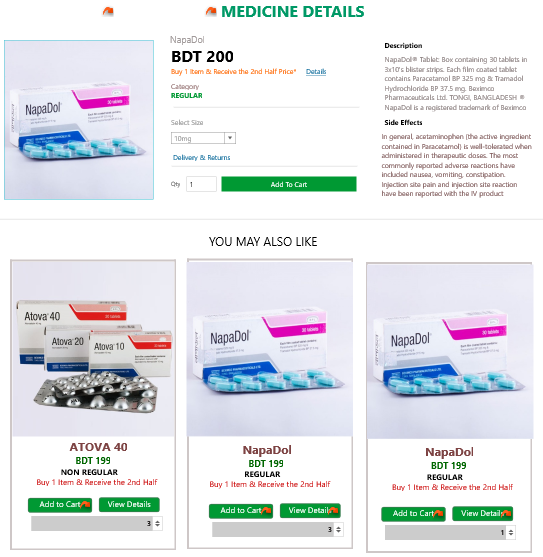 MEDICINE DETAILS
NapaDol
BDT 200
Buy 1 Item & Receive the 2nd Half Price* Details
Category
REGULAR
Select Size
10mg
Delivery & Returns
Qty 1 Add To Cart
Description
NapaDol® Tablet: Box containing 30 tablets in
3x10's blister strips. Each film coated tablet
contains Paracetamol BP 325 mg & Tramadol
Hydrochloride BP 37.5 mg. Beximco
Pharmaceuticals Ltd. TONGI, BANGLADESH ®
NapaDol is a registered trademark of Beximco
Side Effects
In general, acetaminophen (the active ingredient
contained in Paracetamol) is well-tolerated when
administered in therapeutic doses. The most
commonly reported adverse reactions have
included nausea, vomiting, constipation.
Injection site pain and injection site reaction
have been reported with the IV product
NapaDol
30 tablets
YOU MAY ALSO LIKE
Atova 40
Atova 20
Atova 10
ATOVA 40
BDT 199
NON REGULAR
Buy 1 Item & Receive the 2nd Half
Add to Cart View Details
3
NapaDol
30 tablets
NapaDol
BDT 199
REGULAR
Buy 1 Item & Receive the 2nd Half
Add to Cart View Details
3
NapaDol
30 tablets
NapaDol
BDT 199
REGULAR
Buy 1 Item & Receive the 2nd Half
Add to Cart View Details
1